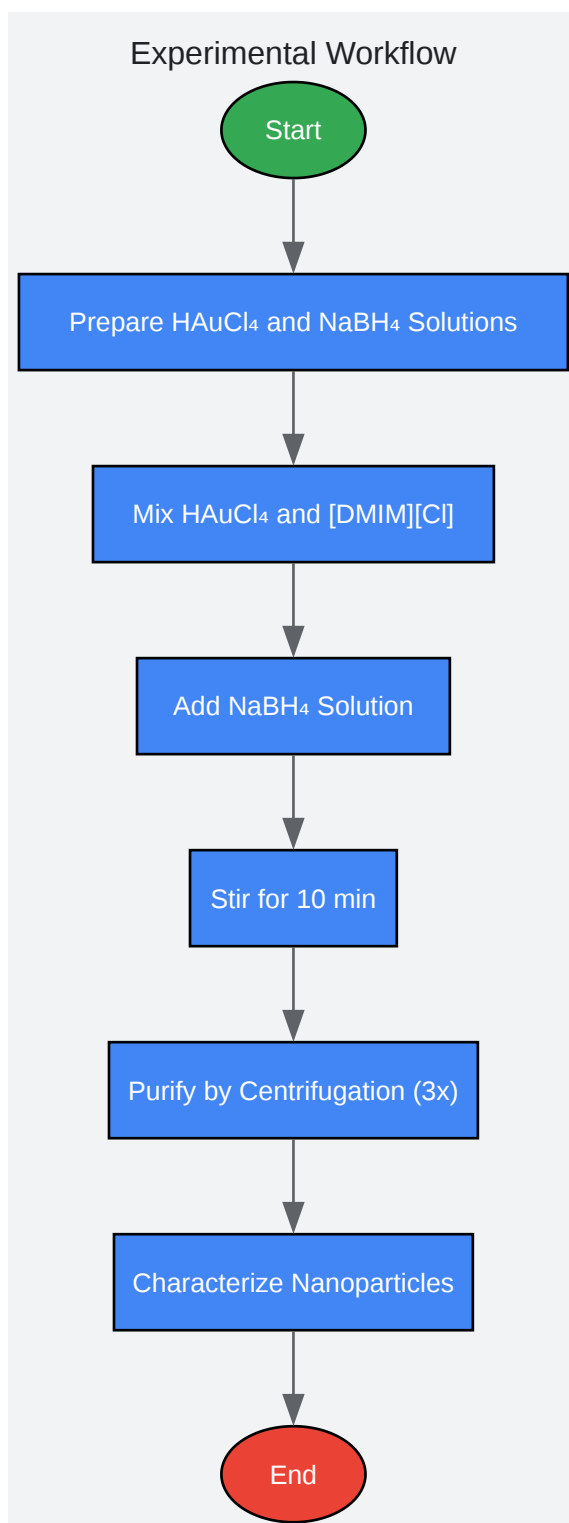 Experimental Workflow
Start
Prepare HAuCl₄ and NaBH₄ Solutions
Mix HAuCl₄ and [DMIM][Cl]
Add NaBH₄ Solution
Stir for 10 min
Purify by Centrifugation (3x)
Characterize Nanoparticles
End